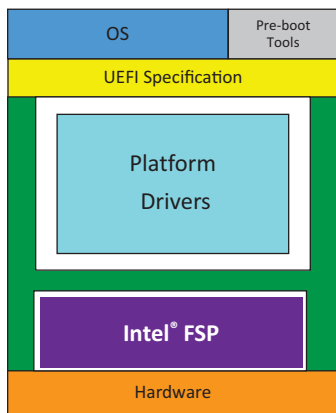 OS
Pre-boot
Tools
UEFI Specification
Platform
Drivers
Intel® FSP
Hardware